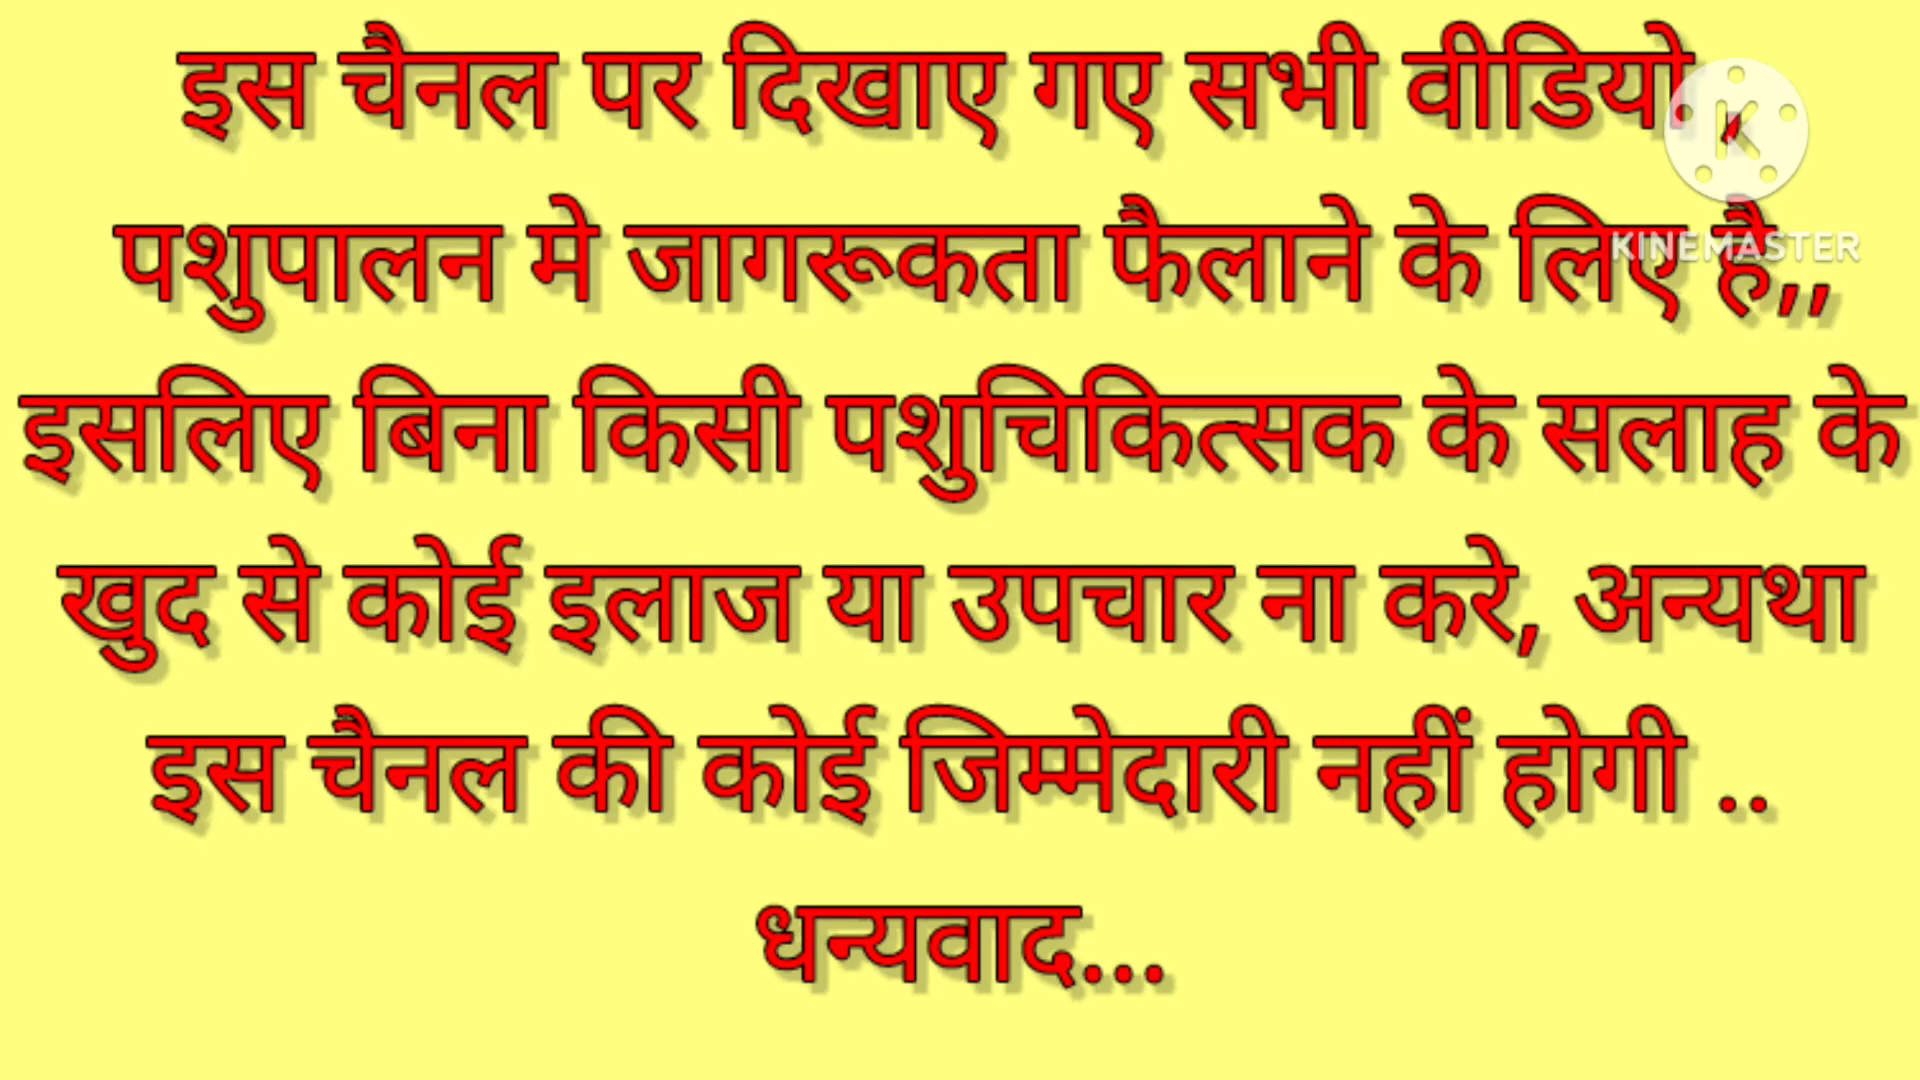 इस चैनल पर दिखाए गए सभी वीडियो ,
पशुपालन मे जागरूकता फैलाने के लिए है,,
इसलिए बिना किसी पशुचिकित्सक के सलाह के
खुद से कोई इलाज या उपचार ना करे, अन्यथा
इस चैनल की कोई जिम्मेदारी नहीं होगी ..
धन्यवाद...
K
KINEMASTER